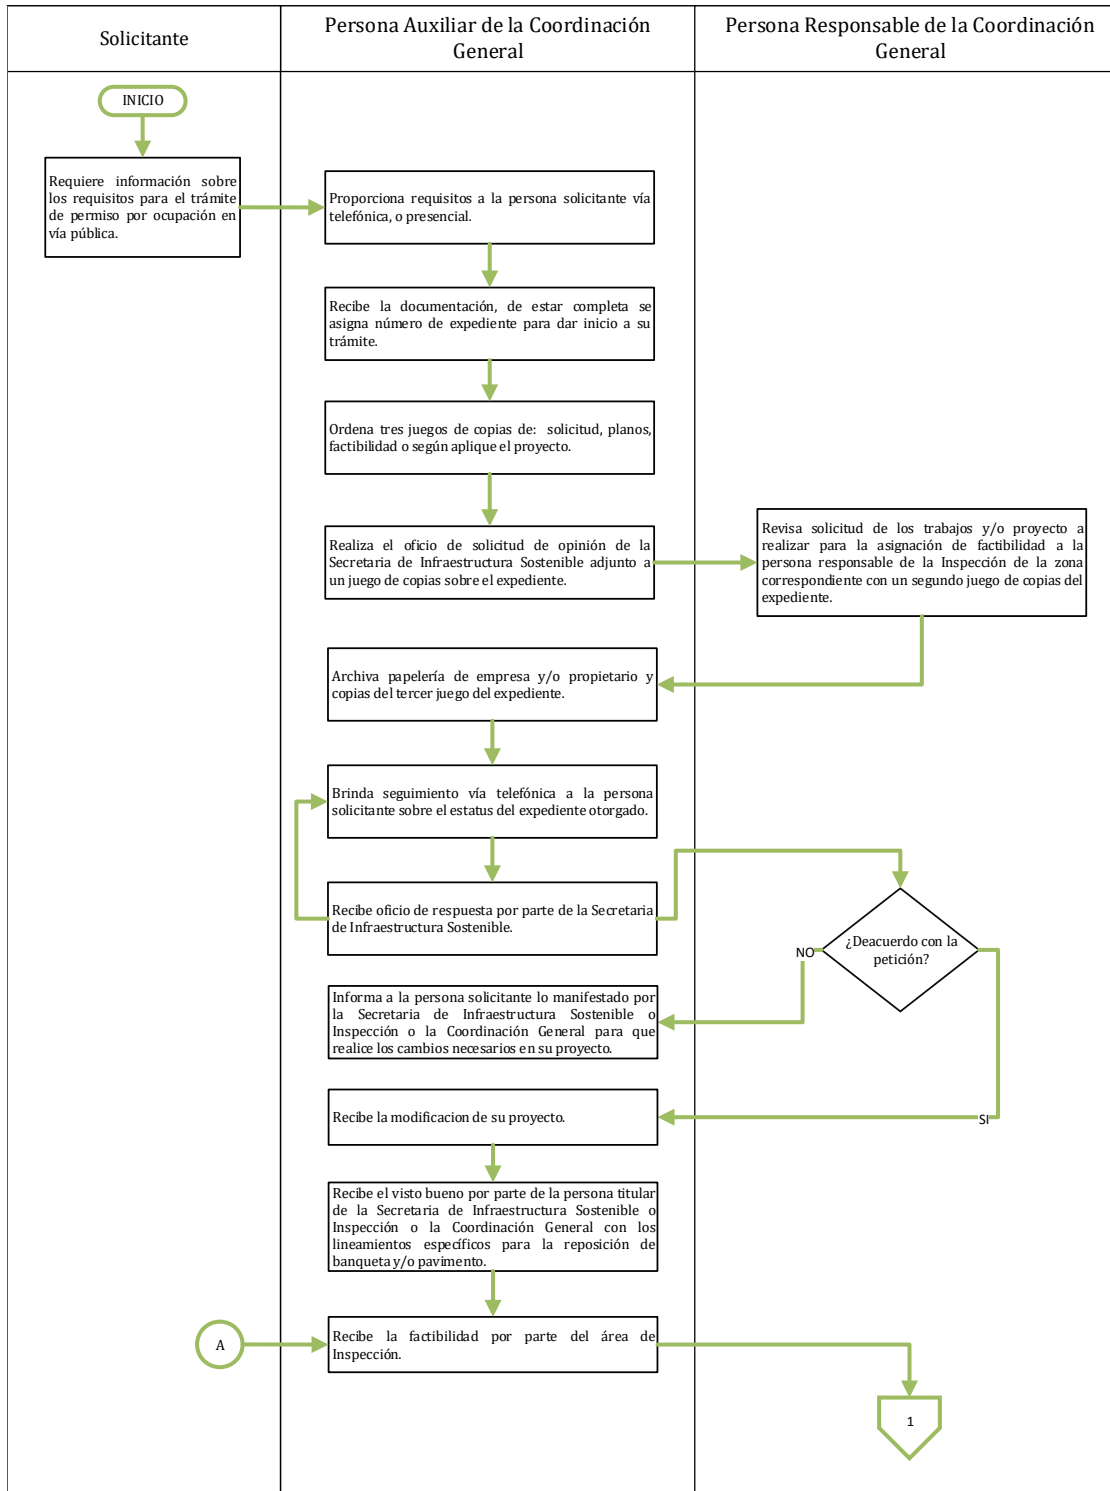 Solicitante
Persona Auxiliar de la Coordinación
General
Persona Responsable de la Coordinación
General
INICIO
Requiere información sobre
los requisitos para el trámite
de permiso por ocupación en
vía pública.
Proporciona requisitos a la persona solicitante vía
telefónica, o presencial.
Recibe la documentación, de estar completa se
asigna número de expediente para dar inicio a su
trámite.
Ordena tres juegos de copias de: solicitud, planos,
factibilidad o según aplique el proyecto.
Realiza el oficio de solicitud de opinión de la
Secretaria de Infraestructura Sostenible adjunto a
un juego de copias sobre el expediente.
Revisa solicitud de los trabajos y/o proyecto a
realizar para la asignación de factibilidad a la
persona responsable de la Inspección de la zona
correspondiente con un segundo juego de copias del
expediente.
Archiva papelería de empresa y/o propietario y
copias del tercer juego del expediente.
Brinda seguimiento vía telefónica a la persona
solicitante sobre el estatus del expediente otorgado.
Recibe oficio de respuesta por parte de la Secretaria
de Infraestructura Sostenible.
¿Deacuerdo con la
petición?
NO
Informa a la persona solicitante lo manifestado por
la Secretaria de Infraestructura Sostenible o
Inspección o la Coordinación General para que
realice los cambios necesarios en su proyecto.
Recibe la modificacion de su proyecto.
SI
Recibe el visto bueno por parte de la persona titular
de la Secretaria de Infraestructura Sostenible o
Inspección o la Coordinación General con los
lineamientos específicos para la reposición de
banqueta y/o pavimento.
A
Recibe la factibilidad por parte del área de
Inspección.
1